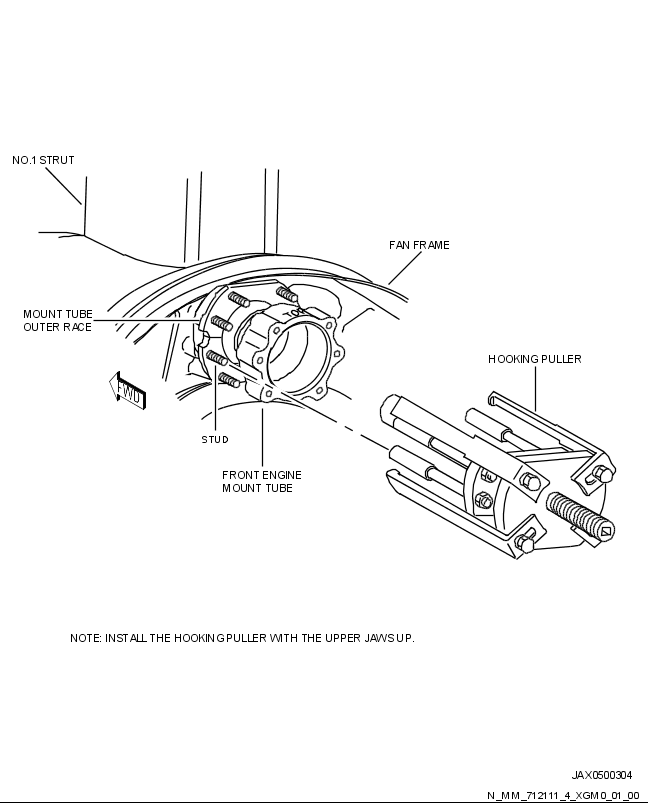 NO.1 STRUT
FAN FRAME
MOUNT TUBE
OUTER RACE
HOOKING PULLER
FWD
STUD
FRONT ENGINE
MOUNT TUBE
NOTE: INSTALL THE HOOKING PULLER WITH THE UPPER JAWS UP.
JAX0500304
N_MM_712111_4_XGM0_01_00